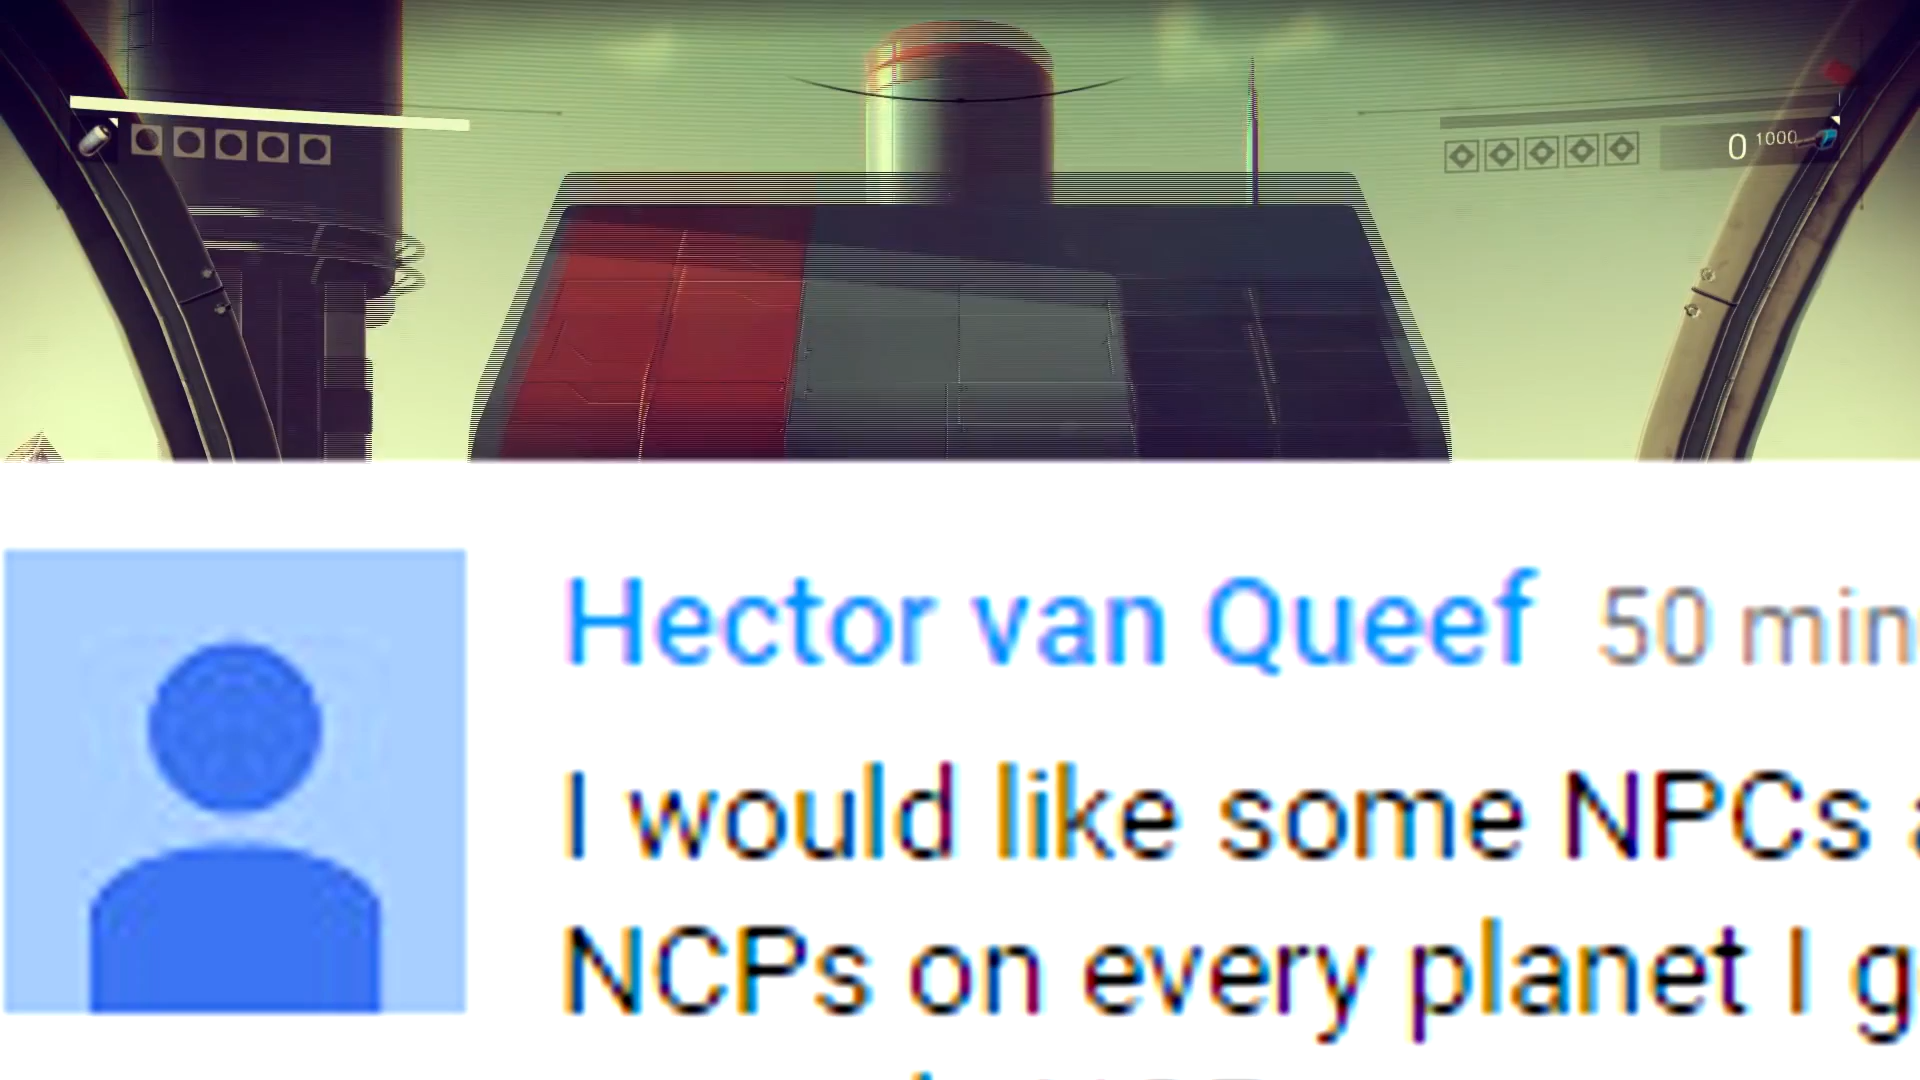 0 1000
Hector van Queef 50 min
I would like some NPCs
NCPs on every planet I g